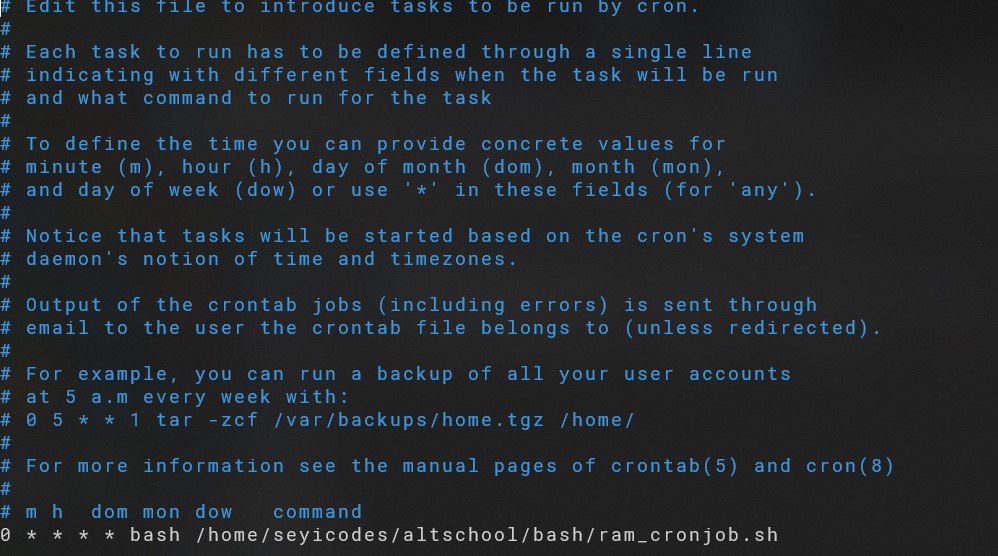 # Edit this file to introduce tasks to be run by cron.
#
# Each task to run has to be defined through a single line
# indicating with different fields when the task will be run
# and what command to run for the task
#
# To define the time you can provide concrete values for
# minute (m), hour (h), day of month (dom), month (mon),
# and day of week (dow) or use '*' in these fields (for 'any').
#
# Notice that tasks will be started based on the cron's system
# daemon's notion of time and timezones.
#
# Output of the crontab jobs (including errors) is sent through
# email to the user the crontab file belongs to (unless redirected).
#
# For example, you can run a backup of all your user accounts
# at 5 a.m every week with:
# 0 5 * * 1 tar -zcf /var/backups/home.tgz /home/
#
# For more information see the manual pages of crontab(5) and cron(8)
#
# m h  dom mon dow   command
0 * * * * bash /home/seyicodes/altschool/bash/ram_cronjob.sh